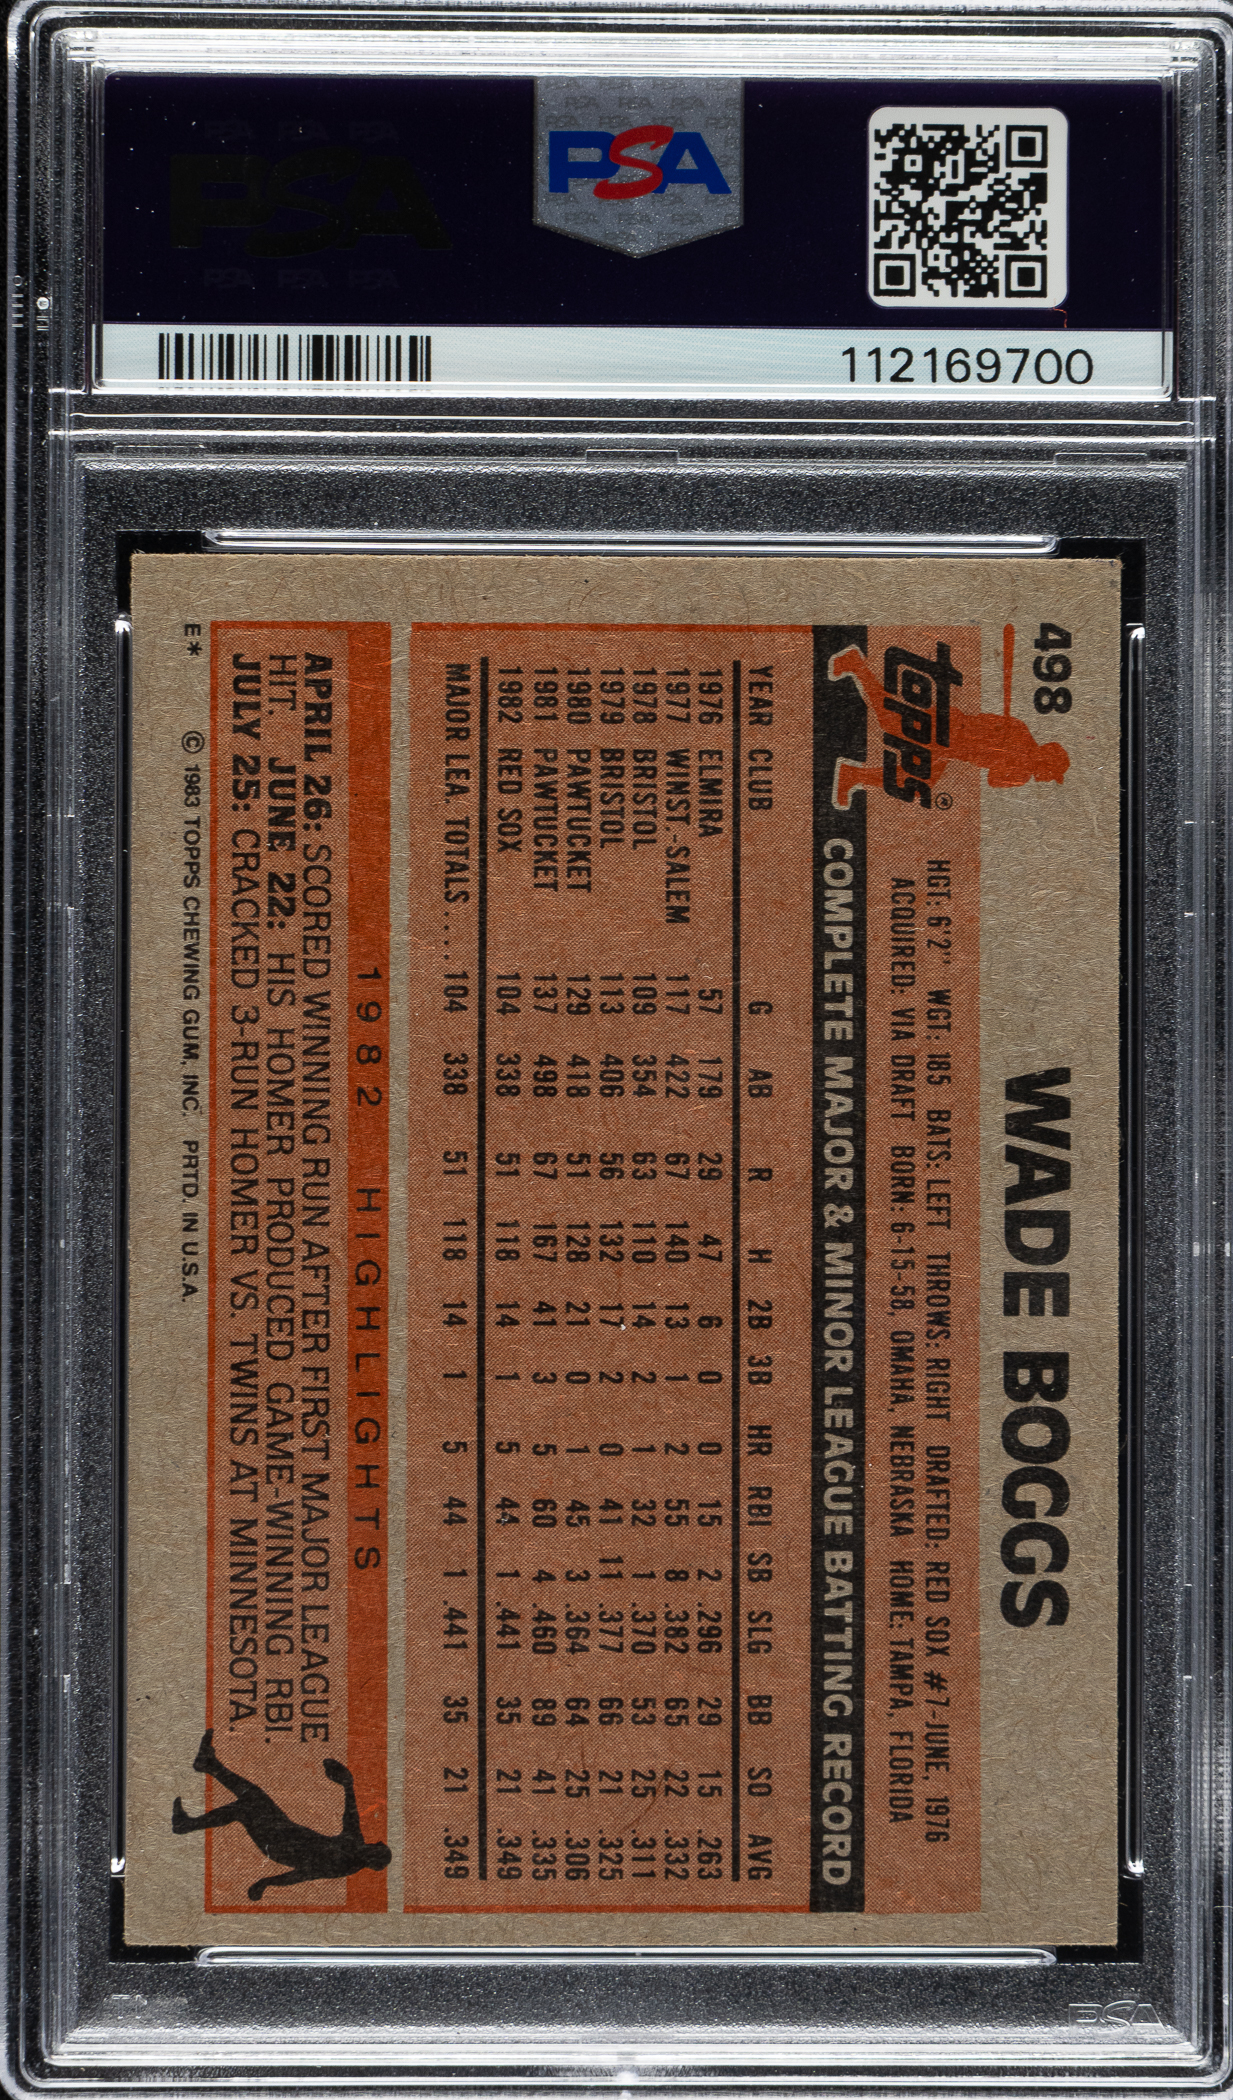 PSA
112169700
498
WADE BOGGS
Topps®
HGT: 6'2" WGT: 185 BATS: LEFT THROWS: RIGHT DRAFTED: RED SOX #7-JUNE, 1976
ACQUIRED: VIA DRAFT BORN: 6-15-58, OMAHA, NEBRASKA HOME: TAMPA, FLORIDA
COMPLETE MAJOR & MINOR LEAGUE BATTING RECORD
YEAR CLUB G AB R H 2B 3B HR RBI SB SLG BB SO AVG
1976 ELMIRA 57 179 29 47 6 0 0 15 2 .296 29 15 .263
1977 WINST.-SALEM 117 422 67 140 13 1 2 55 8 .382 65 22 .332
1978 BRISTOL 109 354 63 110 14 2 1 32 1 .370 53 25 .311
1979 BRISTOL 113 406 56 132 17 2 0 41 11 .377 66 21 .325
1980 PAWTUCKET 129 418 51 128 21 0 1 45 3 .364 64 25 .306
1981 PAWTUCKET 137 498 67 167 41 3 5 60 4 .460 89 41 .335
1982 RED SOX 104 338 51 118 14 1 5 44 1 .441 35 21 .349
MAJOR LEA. TOTALS.... 104 338 51 118 14 1 5 44 1 .441 35 21 .349
1982 HIGHLIGHTS
APRIL 26: SCORED WINNING RUN AFTER FIRST MAJOR LEAGUE
HIT. JUNE 22: HIS HOMER PRODUCED GAME-WINNING RBI.
JULY 25: CRACKED 3-RUN HOMER VS. TWINS AT MINNESOTA.
E* © 1983 TOPPS CHEWING GUM, INC. PRTD. IN U.S.A.
PSA